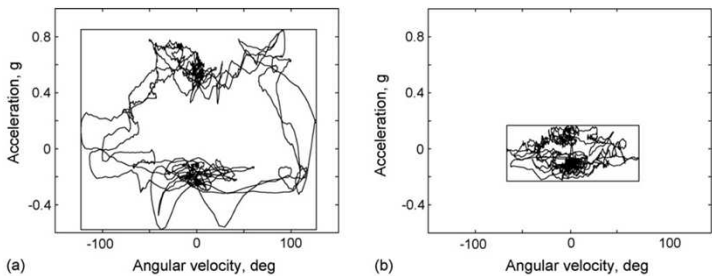 0.8
0.4
0
-0.4
Acceleration, g
-100
0
100
Angular velocity, deg
(a)
0.8
0.4
0
-0.4
Acceleration, g
-100
0
100
Angular velocity, deg
(b)